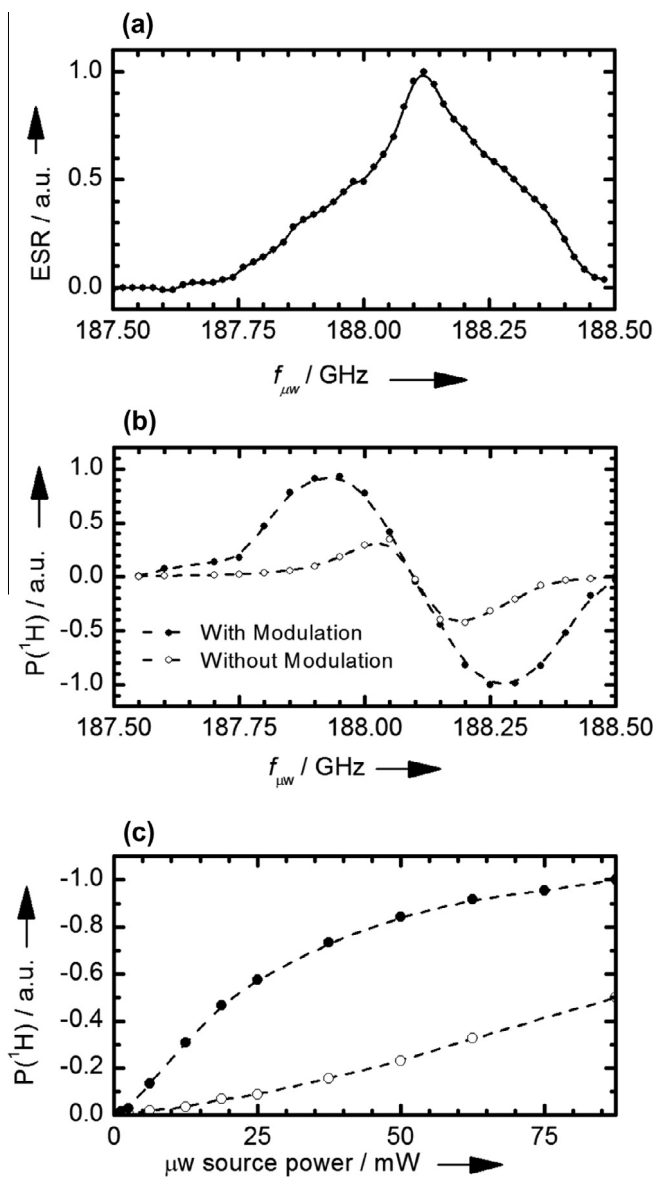 (a)
ESR / a.u.
1.0
0.5
0.0
187.50 187.75 188.00 188.25 188.50
fμw / GHz
(b)
P(¹H) / a.u.
1.0
0.5
0.0
-0.5
-1.0
With Modulation
Without Modulation
187.50 187.75 188.00 188.25 188.50
fμw / GHz
(c)
P(¹H) / a.u.
-1.0
-0.8
-0.6
-0.4
-0.2
0.0
0 25 50 75
μw source power / mW